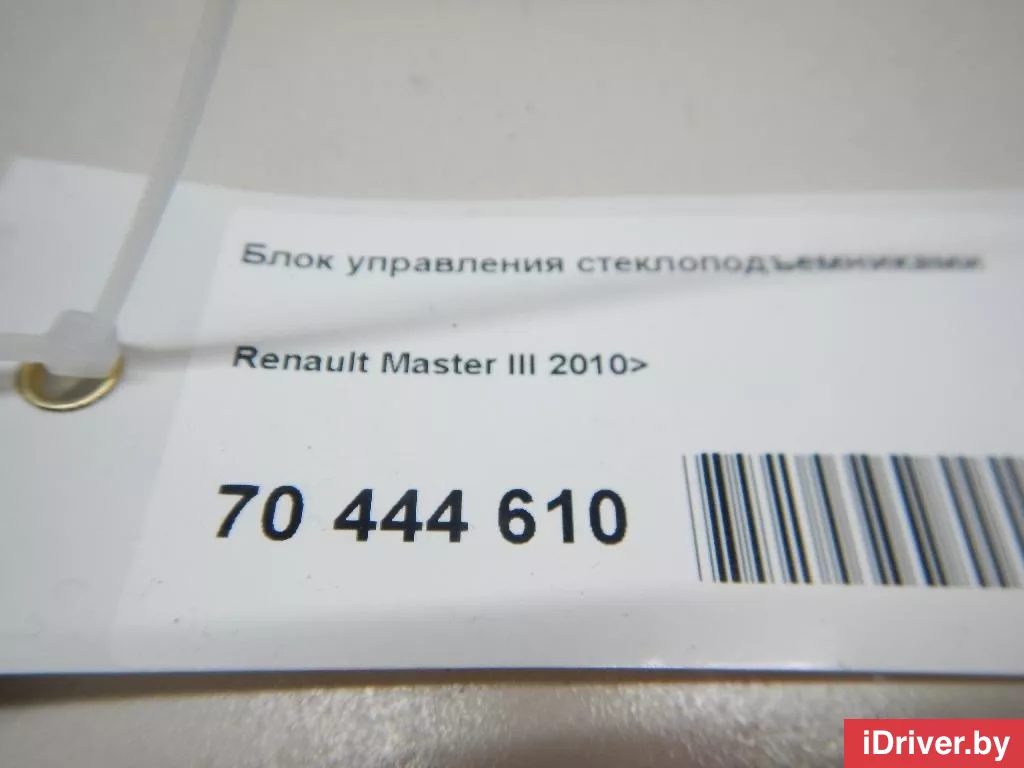 Блок управления стеклоподъемниками
Renault Master III 2010>
70 444 610
iDriver.by